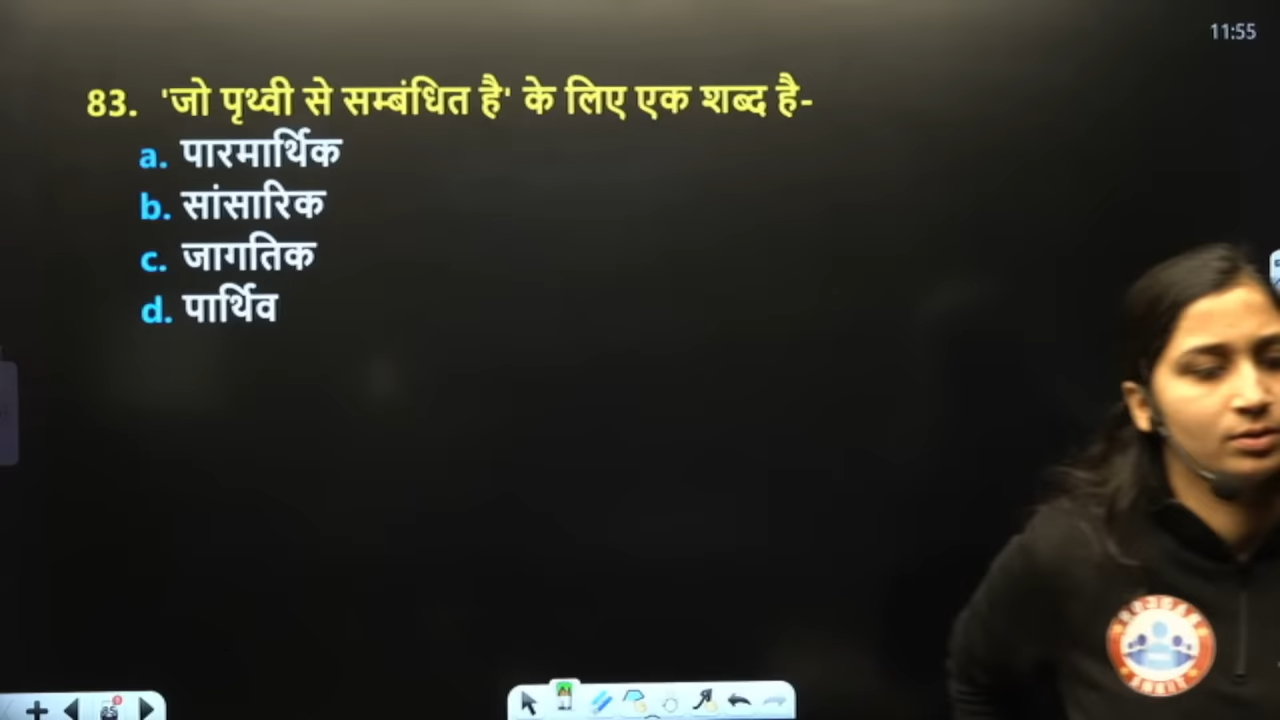 11:55
83. 'जो पृथ्वी से सम्बंधित है' के लिए एक शब्द है-
a. पारमार्थिक
b. सांसारिक
c. जागतिक
d. पार्थिव